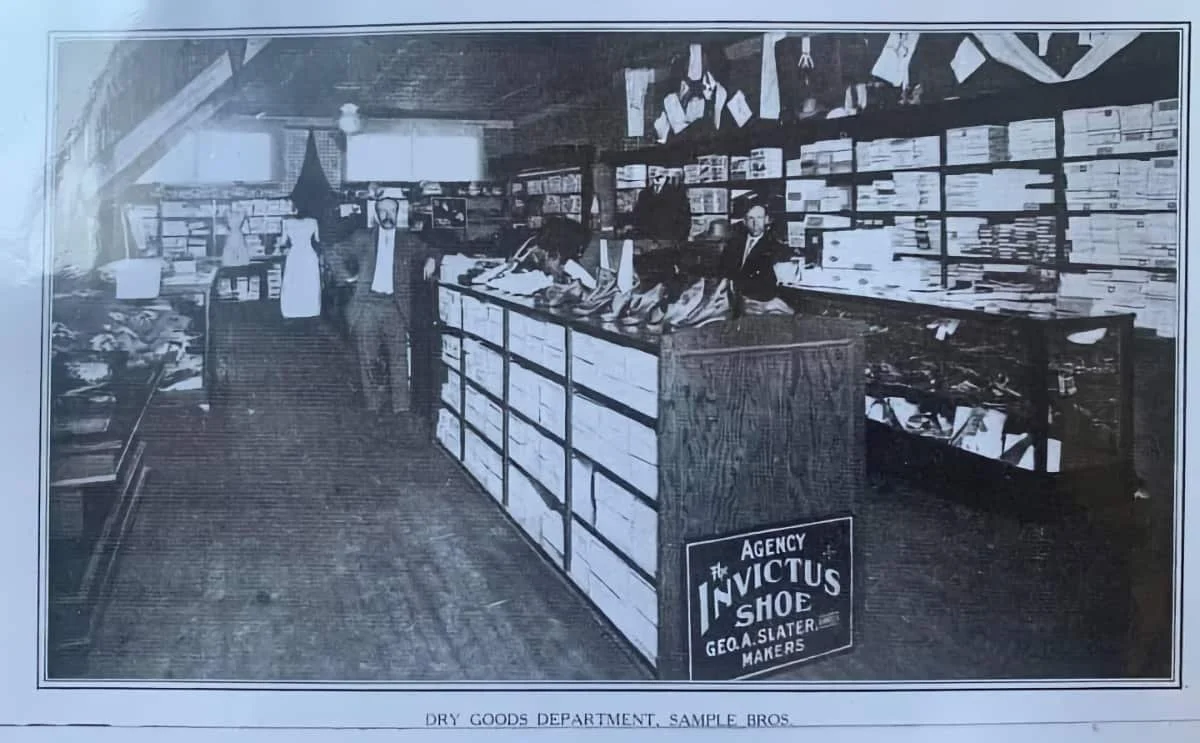 AGENCY
The
INVICTUS
SHOE
GEO. A. SLATER,
MAKERS
DRY GOODS DEPARTMENT, SAMPLE BROS.